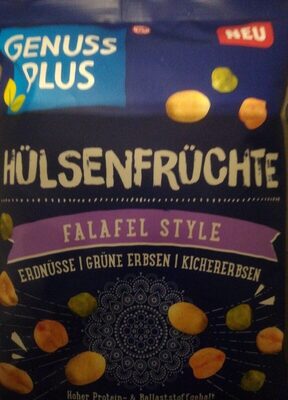 GENUSS
PLUS
NEU
HÜLSENFRÜCHTE
FALAFEL STYLE
ERDNÜSSE | GRÜNE ERBSEN | KICHERERBSEN
Hoher Protein- & Ballaststoffgehalt